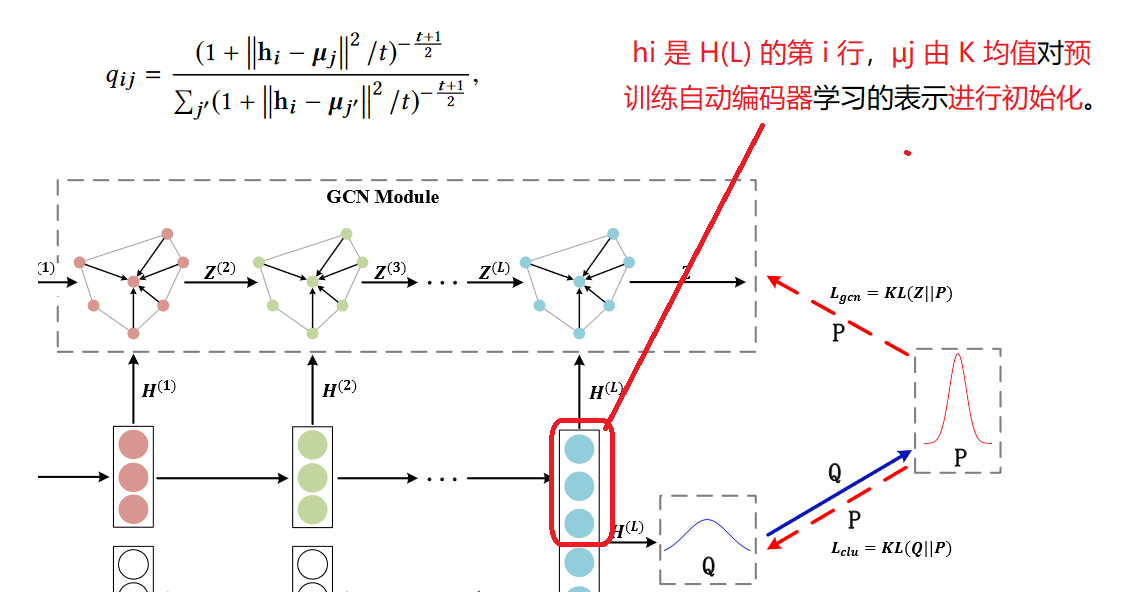 q_{ij} = \frac{(1 + \|\mathbf{h}_i - \boldsymbol{\mu}_j\|^2 / t)^{-\frac{t+1}{2}}}{\sum_{j'} (1 + \|\mathbf{h}_i - \boldsymbol{\mu}_{j'}\|^2 / t)^{-\frac{t+1}{2}}},
hi 是 H(L) 的第 i 行，μj 由 K 均值对预
训练自动编码器学习的表示进行初始化。
GCN Module
(1)
Z^{(2)}
Z^{(3)}
...
Z^{(L)}
Z
L_{gcn} = KL(Z||P)
P
H^{(1)}
H^{(2)}
H^{(L)}
P
...
Q
P
H^{(L)}
Q
L_{clu} = KL(Q||P)